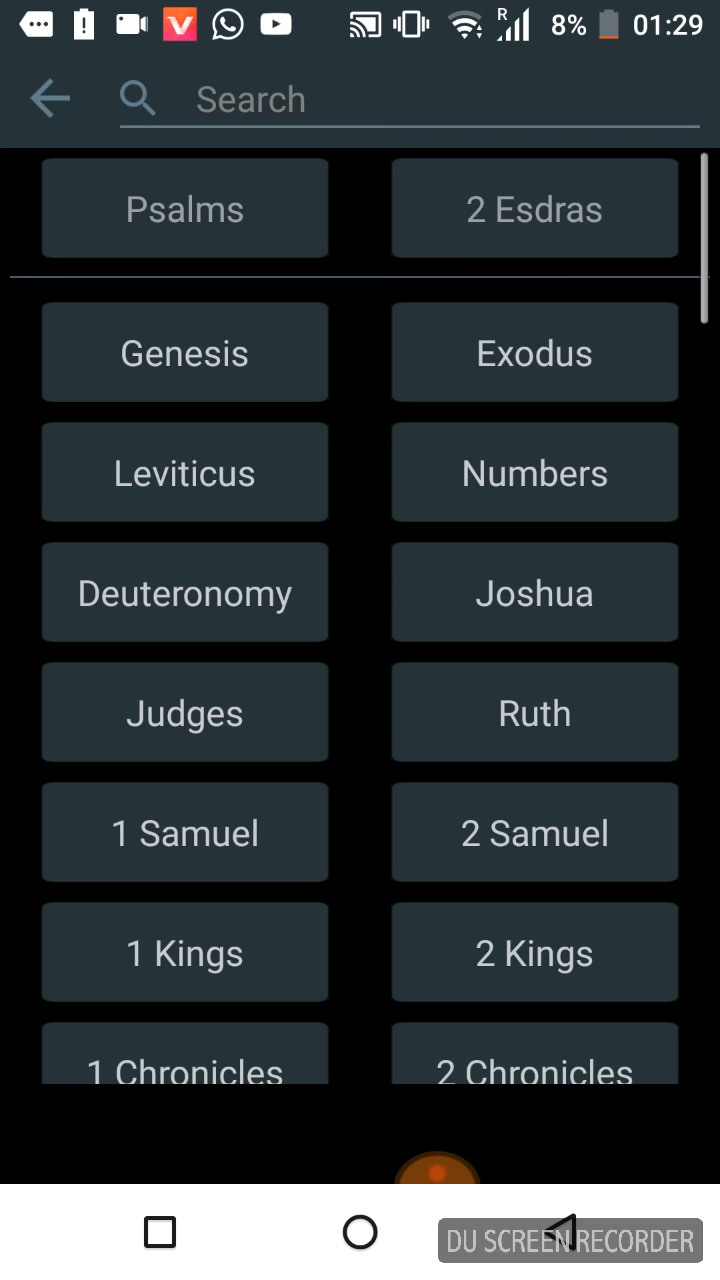 R 8% 01:29
Search
Psalms 2 Esdras
Genesis Exodus
Leviticus Numbers
Deuteronomy Joshua
Judges Ruth
1 Samuel 2 Samuel
1 Kings 2 Kings
1 Chronicles 2 Chronicles
DU SCREEN RECORDER